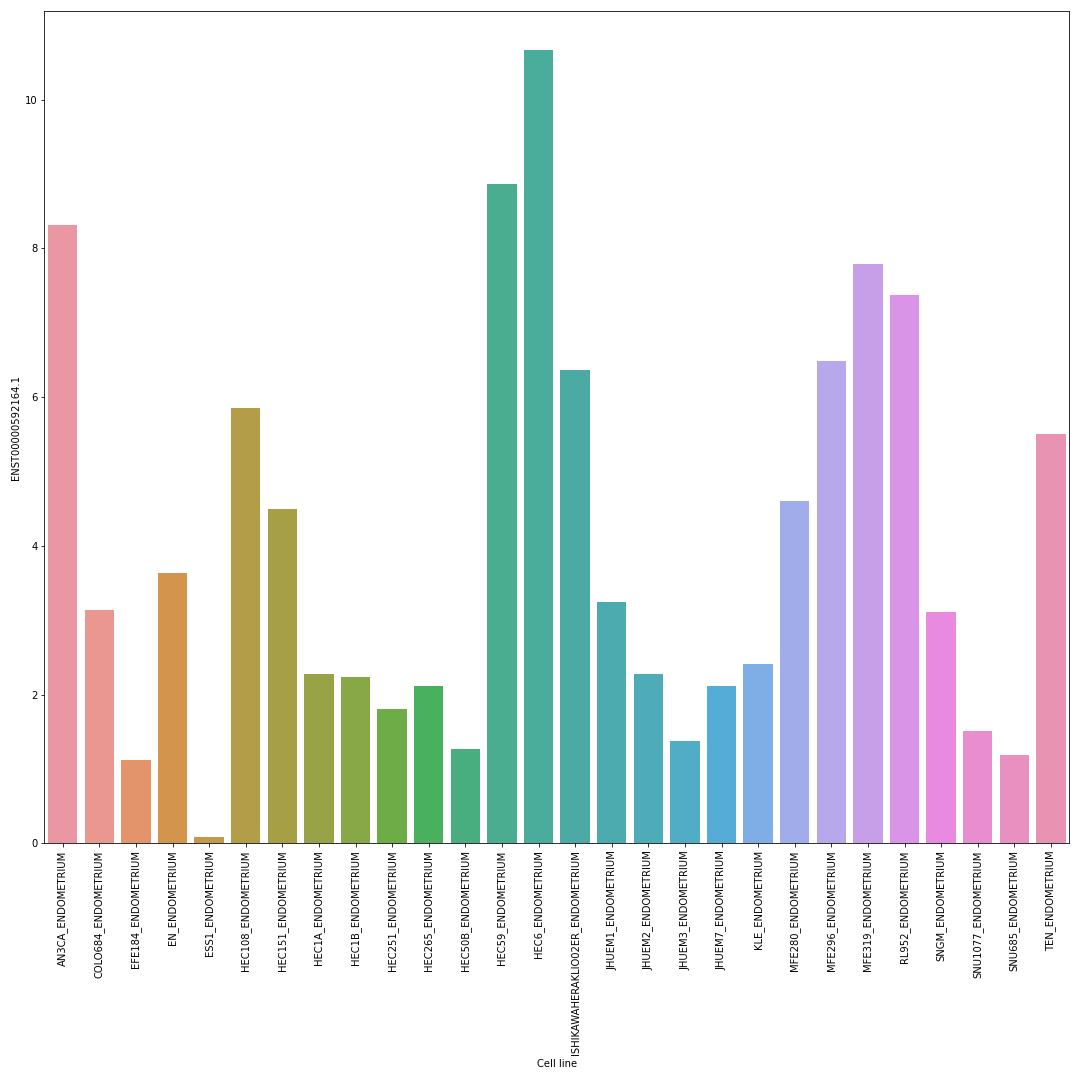 ENST00000592164.1
10
8
6
4
2
0
AN3CA_ENDOMETRIUM
COLO684_ENDOMETRIUM
EFE184_ENDOMETRIUM
EN_ENDOMETRIUM
ESS1_ENDOMETRIUM
HEC108_ENDOMETRIUM
HEC151_ENDOMETRIUM
HEC1A_ENDOMETRIUM
HEC1B_ENDOMETRIUM
HEC251_ENDOMETRIUM
HEC265_ENDOMETRIUM
HEC50B_ENDOMETRIUM
HEC59_ENDOMETRIUM
HEC6_ENDOMETRIUM
ISHIKAWAHERAKLIO02ER_ENDOMETRIUM
JHUEM1_ENDOMETRIUM
JHUEM2_ENDOMETRIUM
JHUEM3_ENDOMETRIUM
JHUEM7_ENDOMETRIUM
KLE_ENDOMETRIUM
MFE280_ENDOMETRIUM
MFE296_ENDOMETRIUM
MFE319_ENDOMETRIUM
RL952_ENDOMETRIUM
SNGM_ENDOMETRIUM
SNU1077_ENDOMETRIUM
SNU685_ENDOMETRIUM
TEN_ENDOMETRIUM
Cell line